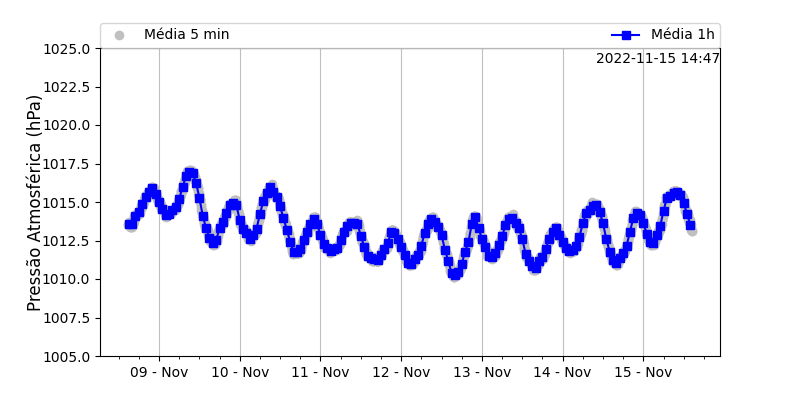 Média 5 min
Média 1h
2022-11-15 14:47
Pressão Atmosférica (hPa)
1025.0
1022.5
1020.0
1017.5
1015.0
1012.5
1010.0
1007.5
1005.0
09 - Nov
10 - Nov
11 - Nov
12 - Nov
13 - Nov
14 - Nov
15 - Nov